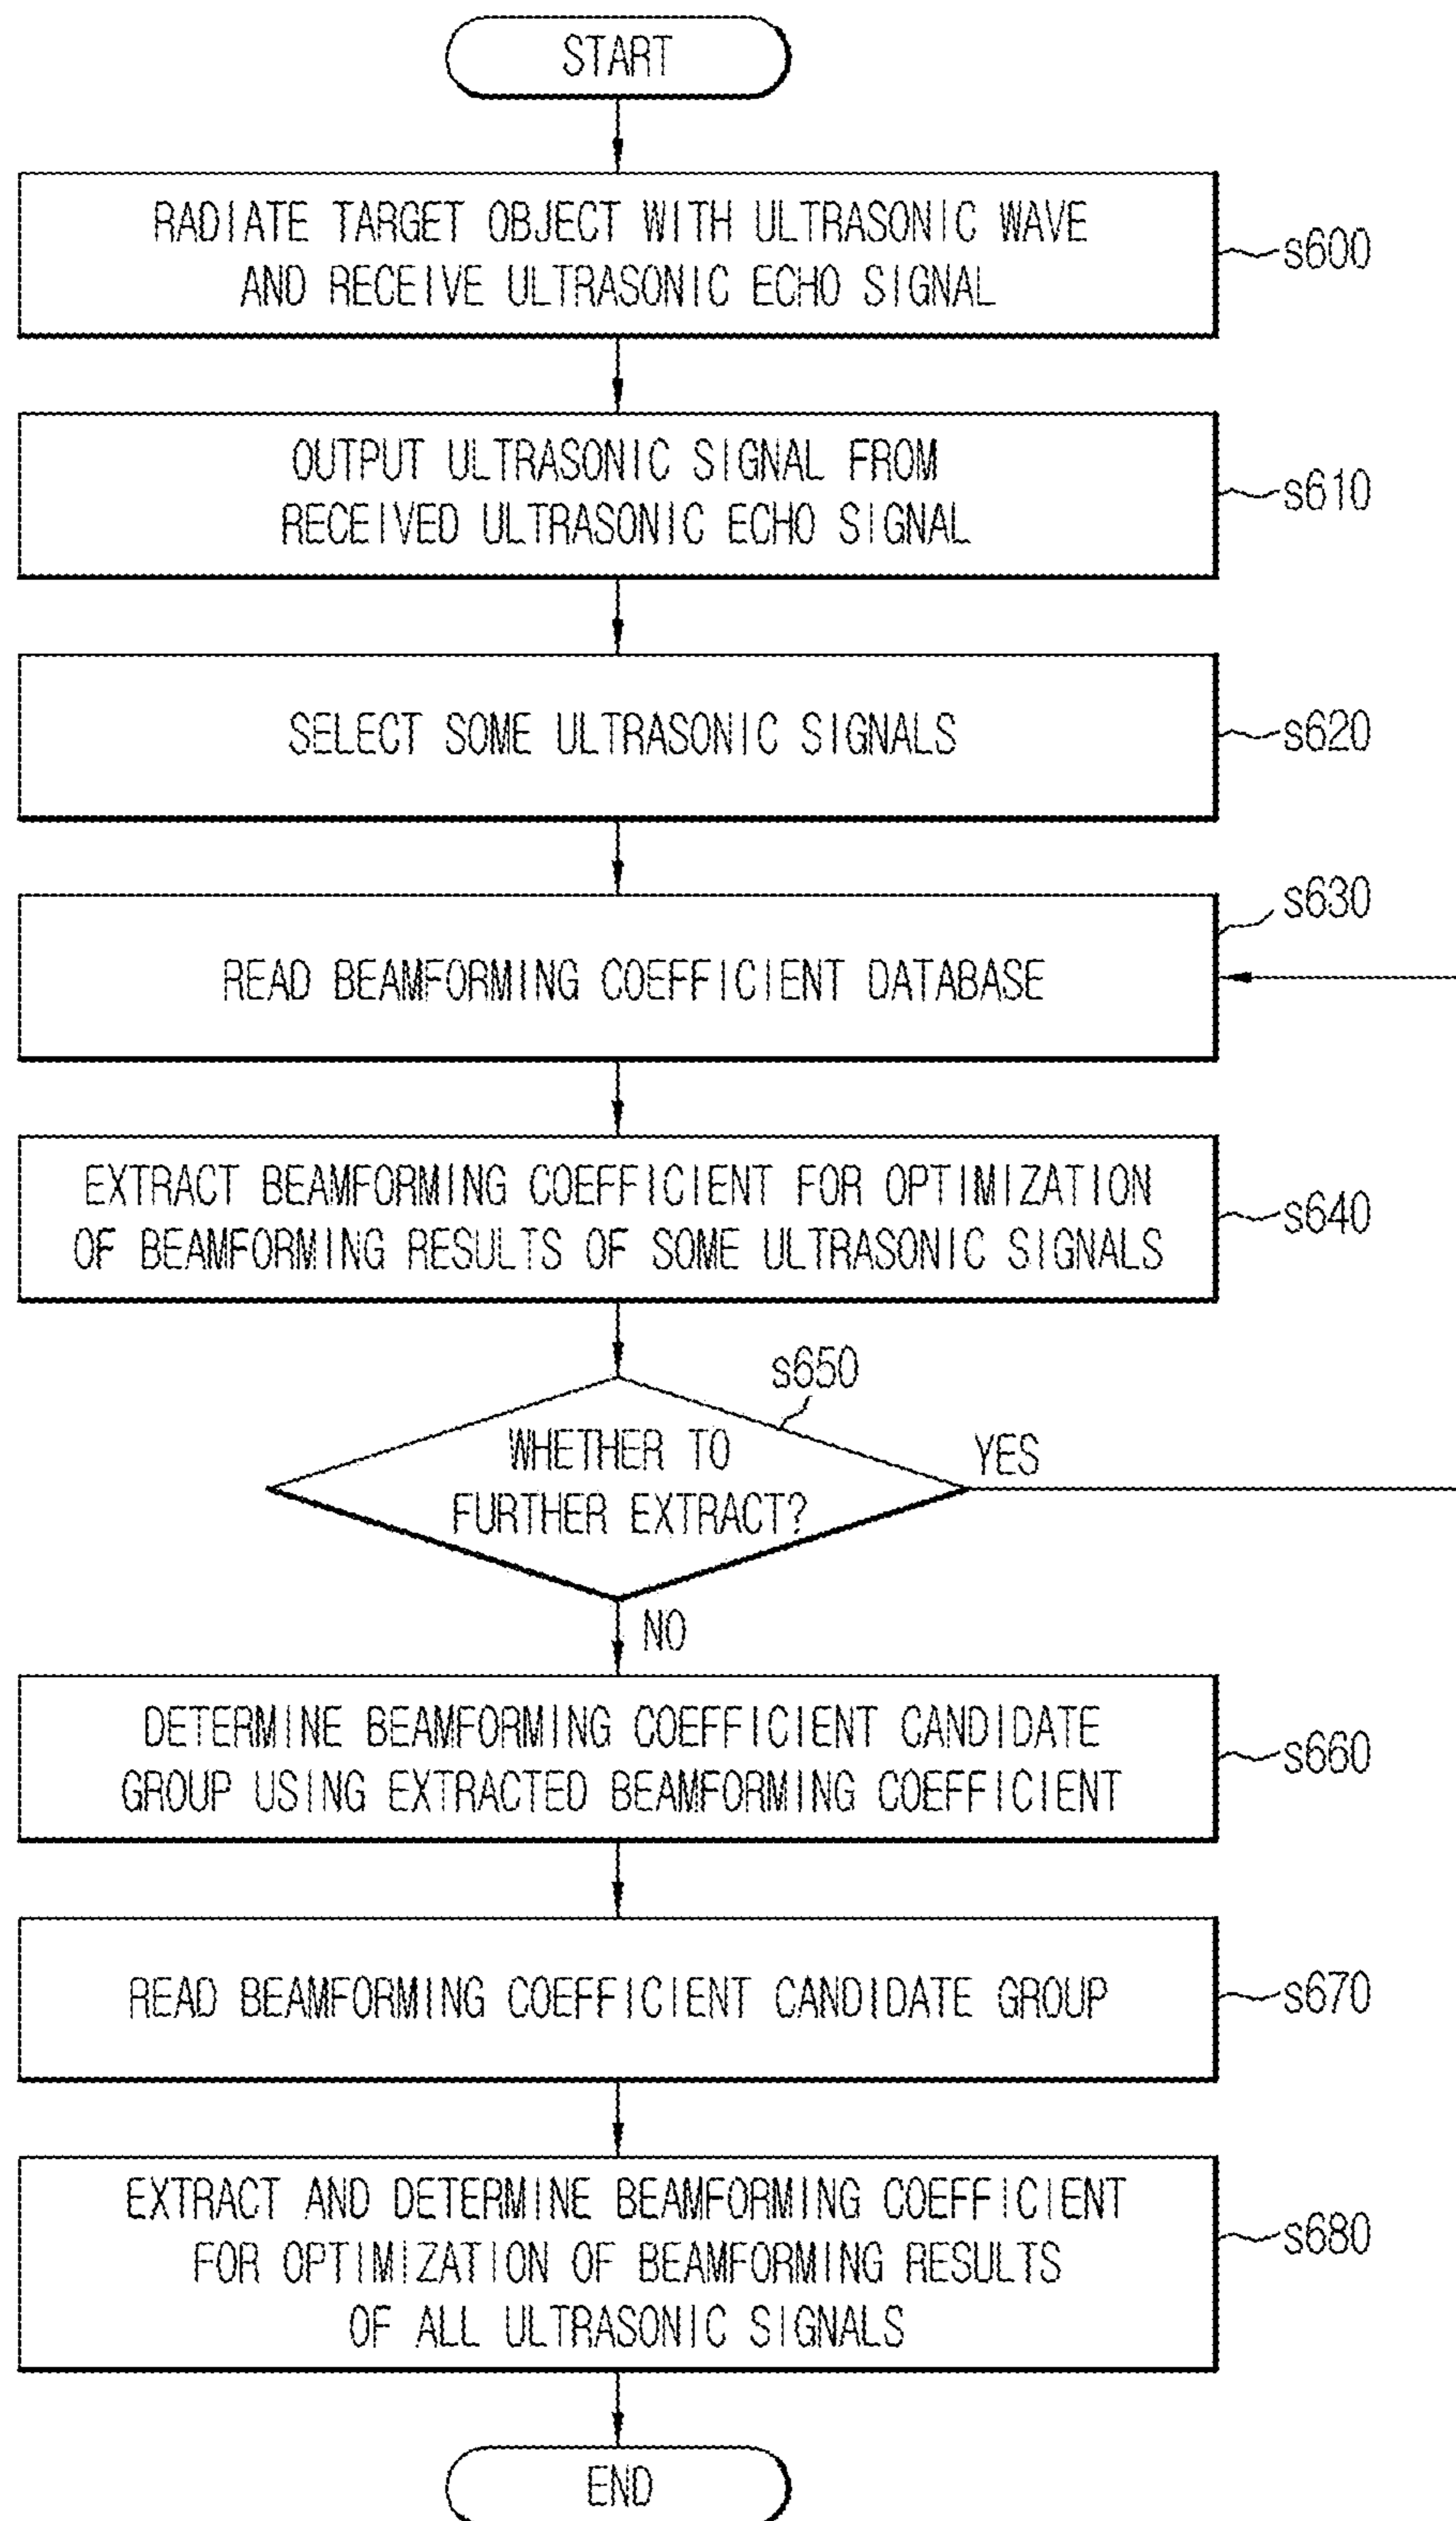 START
RADIATE TARGET OBJECT WITH ULTRASONIC WAVE
AND RECEIVE ULTRASONIC ECHO SIGNAL
s600
OUTPUT ULTRASONIC SIGNAL FROM
RECEIVED ULTRASONIC ECHO SIGNAL
s610
SELECT SOME ULTRASONIC SIGNALS
s620
s630
READ BEAMFORMING COEFFICIENT DATABASE
EXTRACT BEAMFORMING COEFFICIENT FOR OPTIMIZATION
OF BEAMFORMING RESULTS OF SOME ULTRASONIC SIGNALS
s640
s650
WHETHER TO
FURTHER EXTRACT?
YES
NO
DETERMINE BEAMFORMING COEFFICIENT CANDIDATE
GROUP USING EXTRACTED BEAMFORMING COEFFICIENT
s660
READ BEAMFORMING COEFFICIENT CANDIDATE GROUP
s670
EXTRACT AND DETERMINE BEAMFORMING COEFFICIENT
FOR OPTIMIZATION OF BEAMFORMING RESULTS
OF ALL ULTRASONIC SIGNALS
s680
END